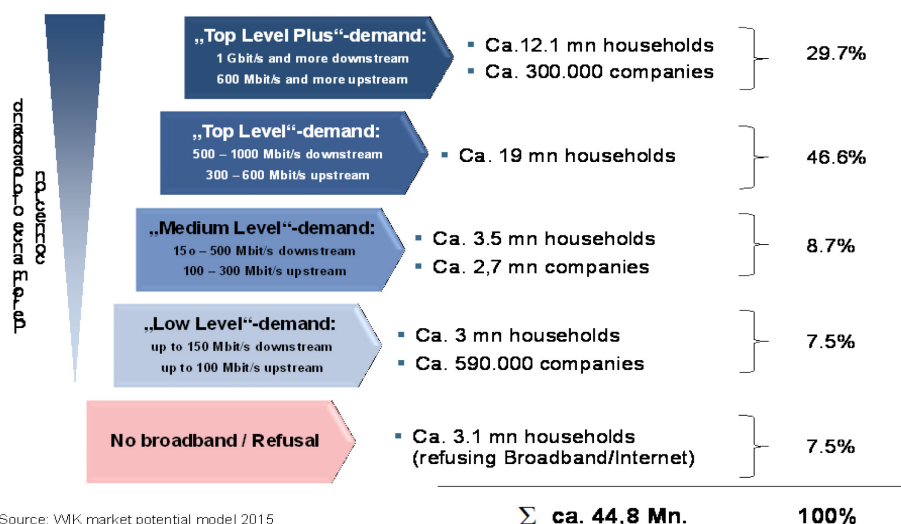 „Top Level Plus“-demand:
1 Gbit/s and more downstream
600 Mbit/s and more upstream
▪ Ca.12.1 mn households
▪ Ca. 300.000 companies
29.7%
„Top Level“-demand:
500 – 1000 Mbit/s downstream
300 – 600 Mbit/s upstream
▪ Ca. 19 mn households
46.6%
„Medium Level“-demand:
15o – 500 Mbit/s downstream
100 – 300 Mbit/s upstream
▪ Ca. 3.5 mn households
▪ Ca. 2,7 mn companies
8.7%
„Low Level“-demand:
up to 150 Mbit/s downstream
up to 100 Mbit/s upstream
▪ Ca. 3 mn households
▪ Ca. 590.000 companies
7.5%
No broadband / Refusal
▪ Ca. 3.1 mn households
(refusing Broadband/Internet)
7.5%
Σ ca. 44,8 Mn. 100%
Source: WIK market potential model 2015